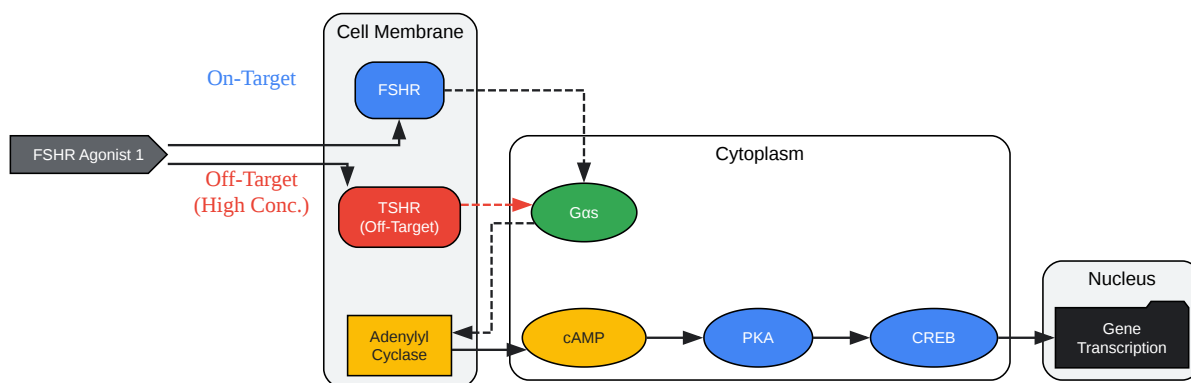 Cell Membrane
On-Target
FSHR
FSHR Agonist 1
Cytoplasm
Off-Target
(High Conc.)
TSHR
(Off-Target)
Gαs
Nucleus
Adenylyl
Cyclase
cAMP
PKA
CREB
Gene
Transcription